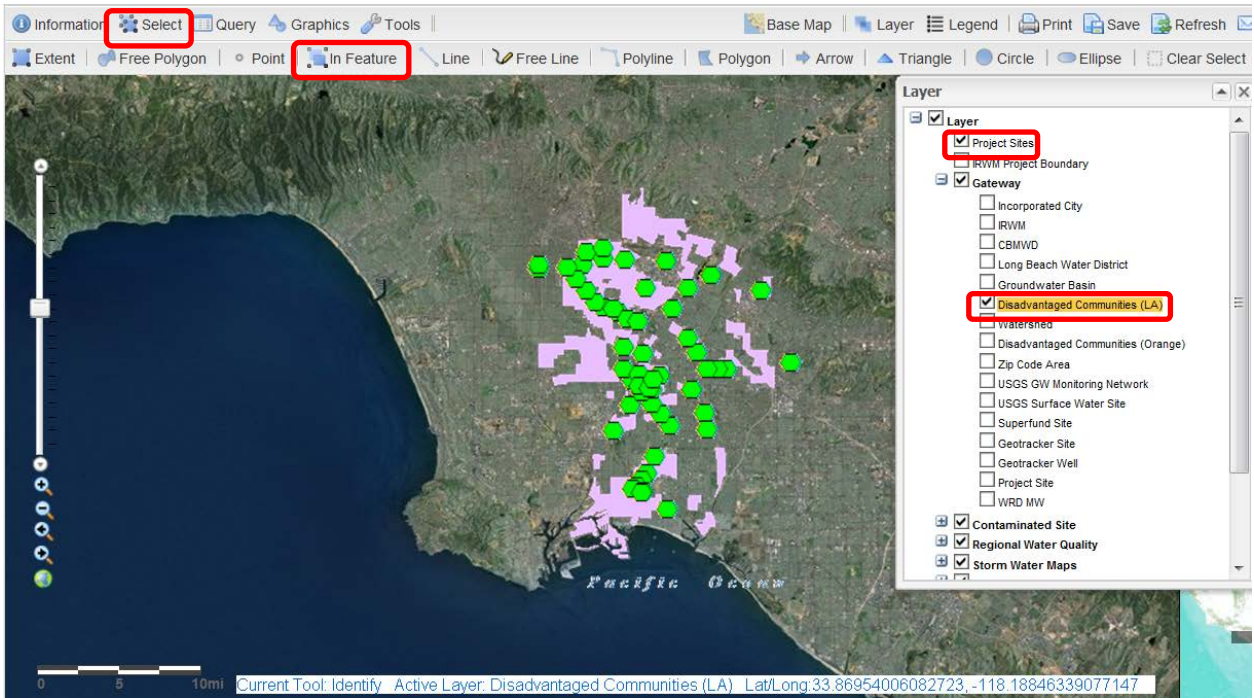 Information Select Query Graphics Tools Base Map Layer Legend Print Save Refresh
Extent Free Polygon Point In Feature Line Free Line Polyline Polygon Arrow Triangle Circle Ellipse Clear Select
Layer
Layer
Project Sites
IRWM Project Boundary
Gateway
Incorporated City
IRWM
CBMWD
Long Beach Water District
Groundwater Basin
Disadvantaged Communities (LA)
Watershed
Disadvantaged Communities (Orange)
Zip Code Area
USGS GW Monitoring Network
USGS Surface Water Site
Superfund Site
Geotracker Site
Geotracker Well
Project Site
WRD MW
Contaminated Site
Regional Water Quality
Storm Water Maps
Pacific Ocean
0 5 10mi
Current Tool: Identify Active Layer: Disadvantaged Communities (LA) Lat/Long:33.86954006082723, -118.18846339077147